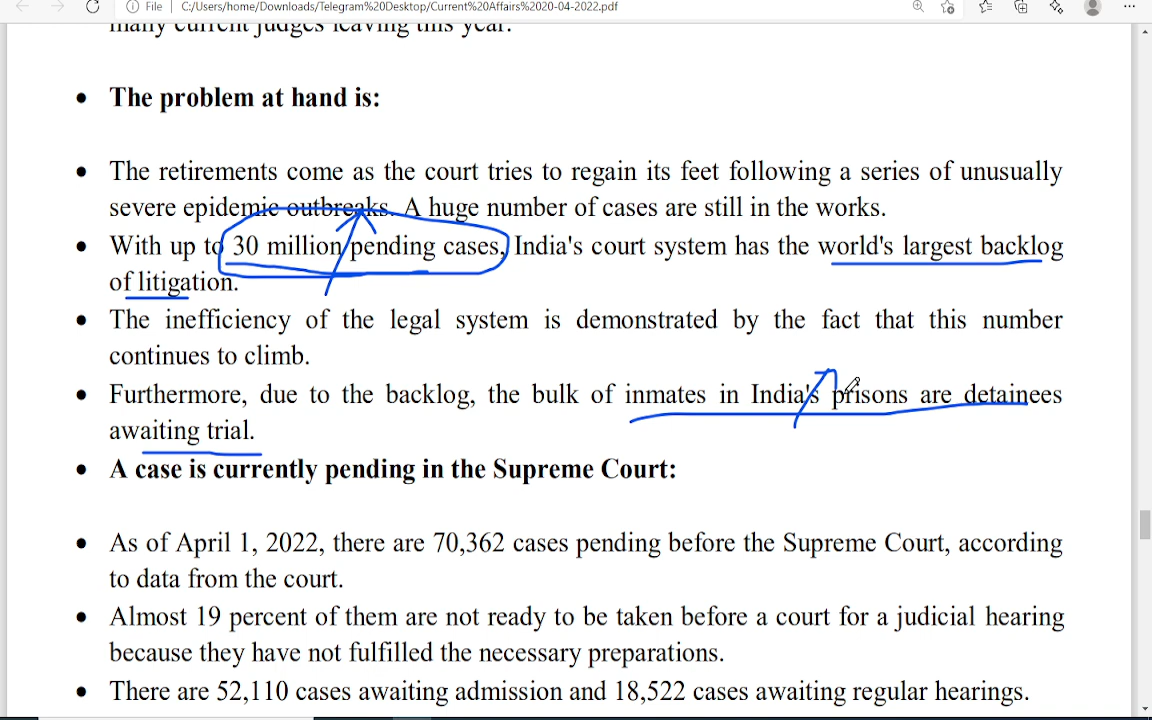 File
C:/Users/home/Downloads/Telegram%20Desktop/Current%20Affairs%2020-04-2022.pdf
many current judges leaving this year.
• The problem at hand is:
• The retirements come as the court tries to regain its feet following a series of unusually
severe epidemic outbreaks. A huge number of cases are still in the works.
• With up to 30 million pending cases, India's court system has the world's largest backlog
of litigation.
• The inefficiency of the legal system is demonstrated by the fact that this number
continues to climb.
• Furthermore, due to the backlog, the bulk of inmates in India's prisons are detainees
awaiting trial.
• A case is currently pending in the Supreme Court:
• As of April 1, 2022, there are 70,362 cases pending before the Supreme Court, according
to data from the court.
• Almost 19 percent of them are not ready to be taken before a court for a judicial hearing
because they have not fulfilled the necessary preparations.
• There are 52,110 cases awaiting admission and 18,522 cases awaiting regular hearings.